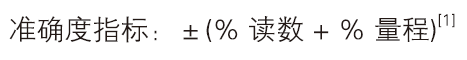 准确度指标： ±(% 读数 + % 量程)[1]